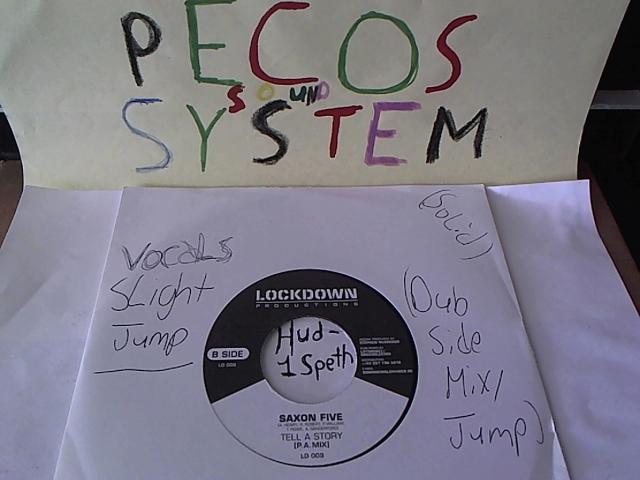 PECOS
SOUND
SYSTEM
Vocals
Slight
Jump
(Solid)
(Dub
Side
Mix/
Jump)
LOCKDOWN
PRODUCTIONS
Hud-
1 Speth
B SIDE
LD 003
SAXON FIVE
TELL A STORY
[P.A. MIX]
LD 003